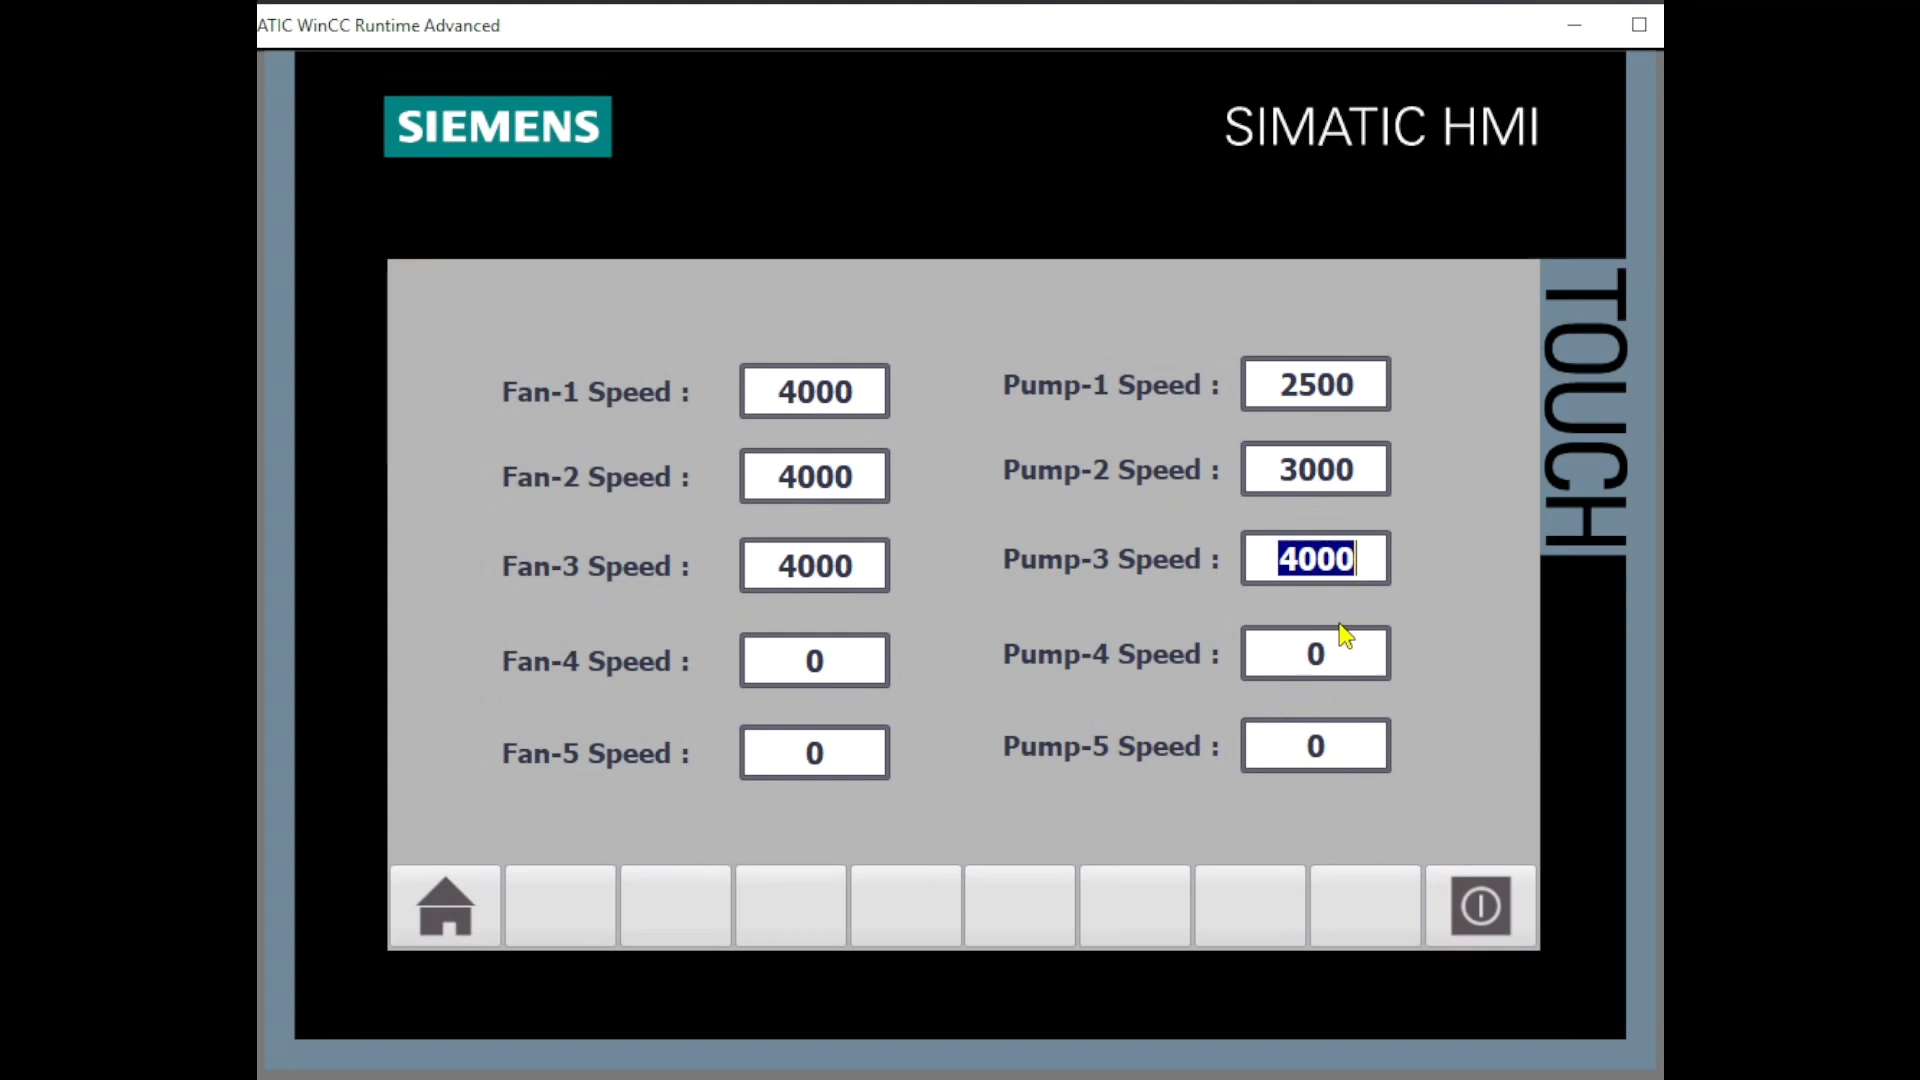 ATIC WinCC Runtime Advanced
SIEMENS
SIMATIC HMI
TOUCH
Fan-1 Speed : 4000
Pump-1 Speed : 2500
Fan-2 Speed : 4000
Pump-2 Speed : 3000
Fan-3 Speed : 4000
Pump-3 Speed : 4000
Fan-4 Speed : 0
Pump-4 Speed : 0
Fan-5 Speed : 0
Pump-5 Speed : 0